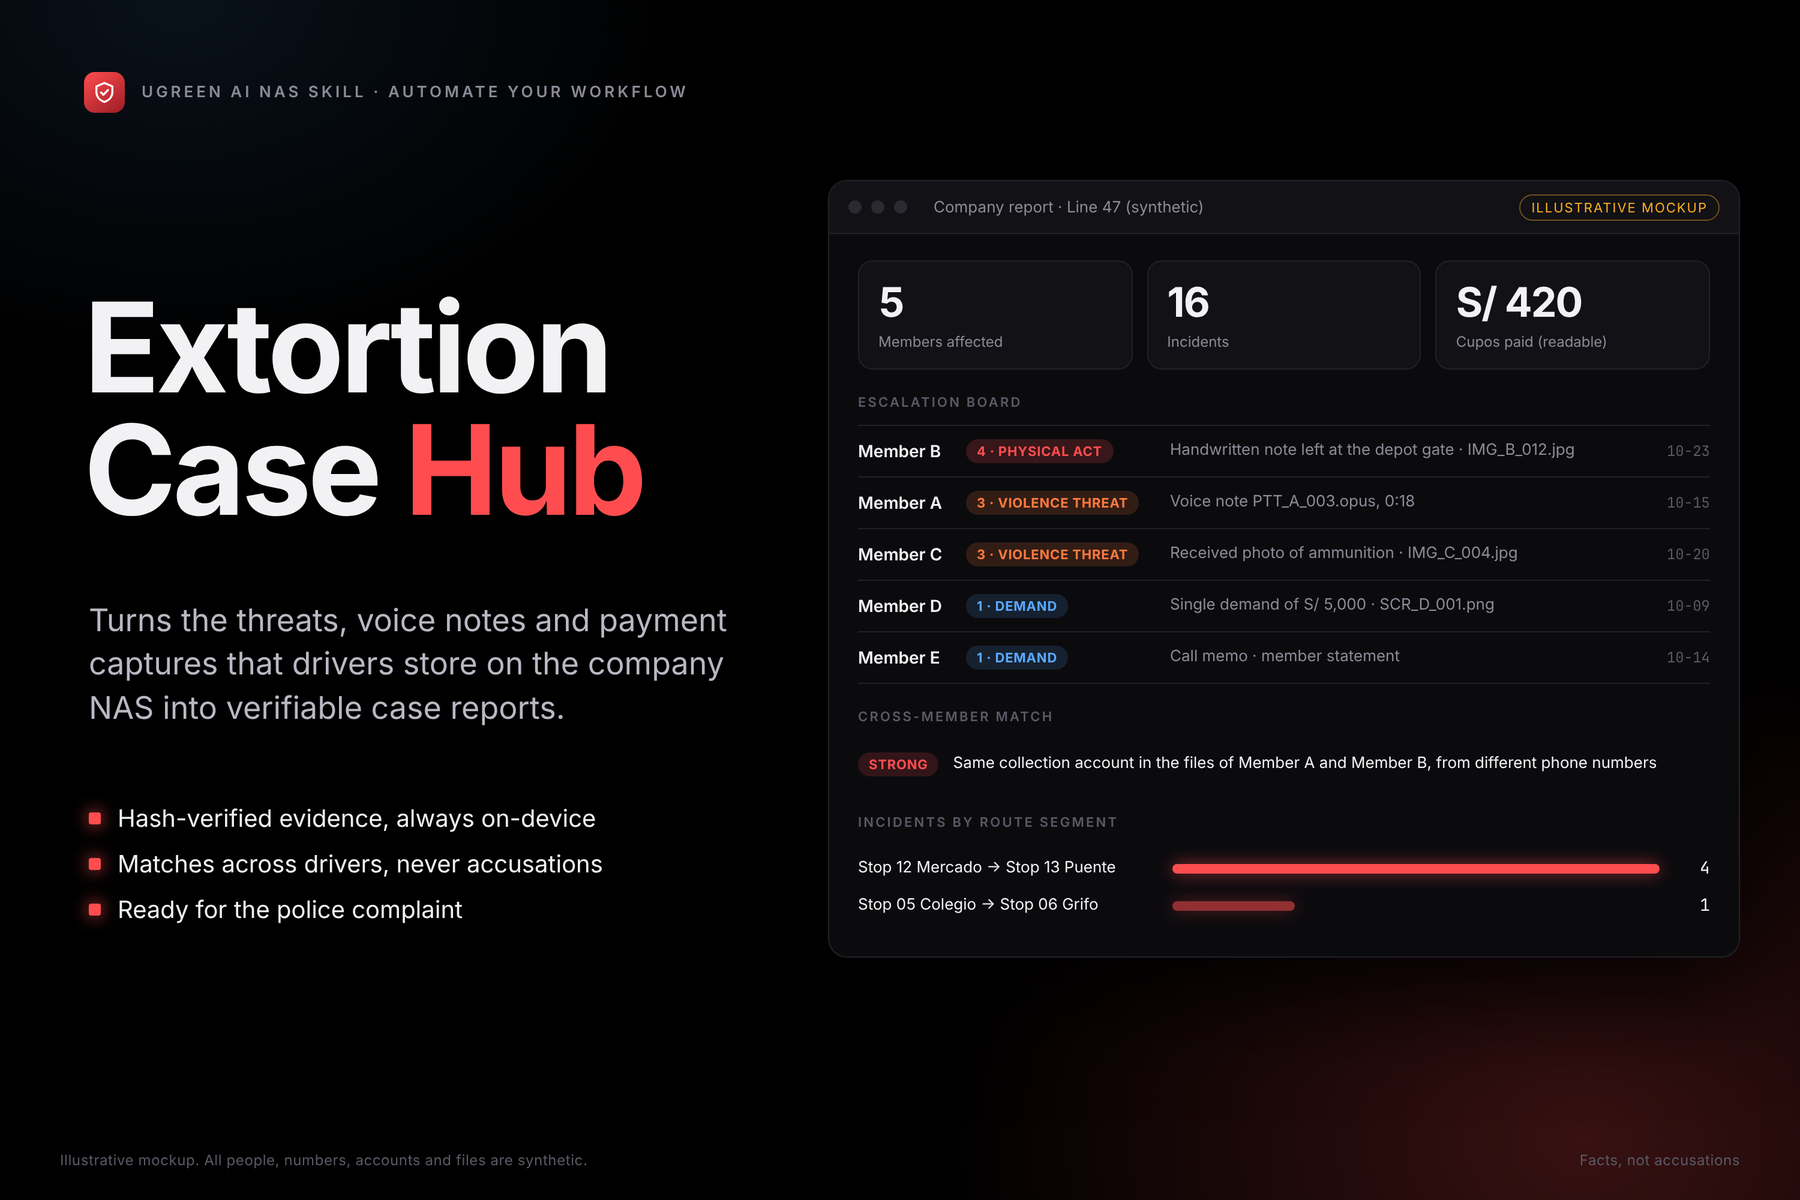 UGREEN AI NAS SKILL · AUTOMATE YOUR WORKFLOW
Extortion
Case Hub
Turns the threats, voice notes and payment
captures that drivers store on the company
NAS into verifiable case reports.
Hash-verified evidence, always on-device
Matches across drivers, never accusations
Ready for the police complaint
Company report · Line 47 (synthetic)
ILLUSTRATIVE MOCKUP
5
Members affected
16
Incidents
S/ 420
Cupos paid (readable)
ESCALATION BOARD
Member B 4 · PHYSICAL ACT Handwritten note left at the depot gate · IMG_B_012.jpg 10-23
Member A 3 · VIOLENCE THREAT Voice note PTT_A_003.opus, 0:18 10-15
Member C 3 · VIOLENCE THREAT Received photo of ammunition · IMG_C_004.jpg 10-20
Member D 1 · DEMAND Single demand of S/ 5,000 · SCR_D_001.png 10-09
Member E 1 · DEMAND Call memo · member statement 10-14
CROSS-MEMBER MATCH
STRONG Same collection account in the files of Member A and Member B, from different phone numbers
INCIDENTS BY ROUTE SEGMENT
Stop 12 Mercado → Stop 13 Puente 4
Stop 05 Colegio → Stop 06 Grifo 1
Illustrative mockup. All people, numbers, accounts and files are synthetic.
Facts, not accusations